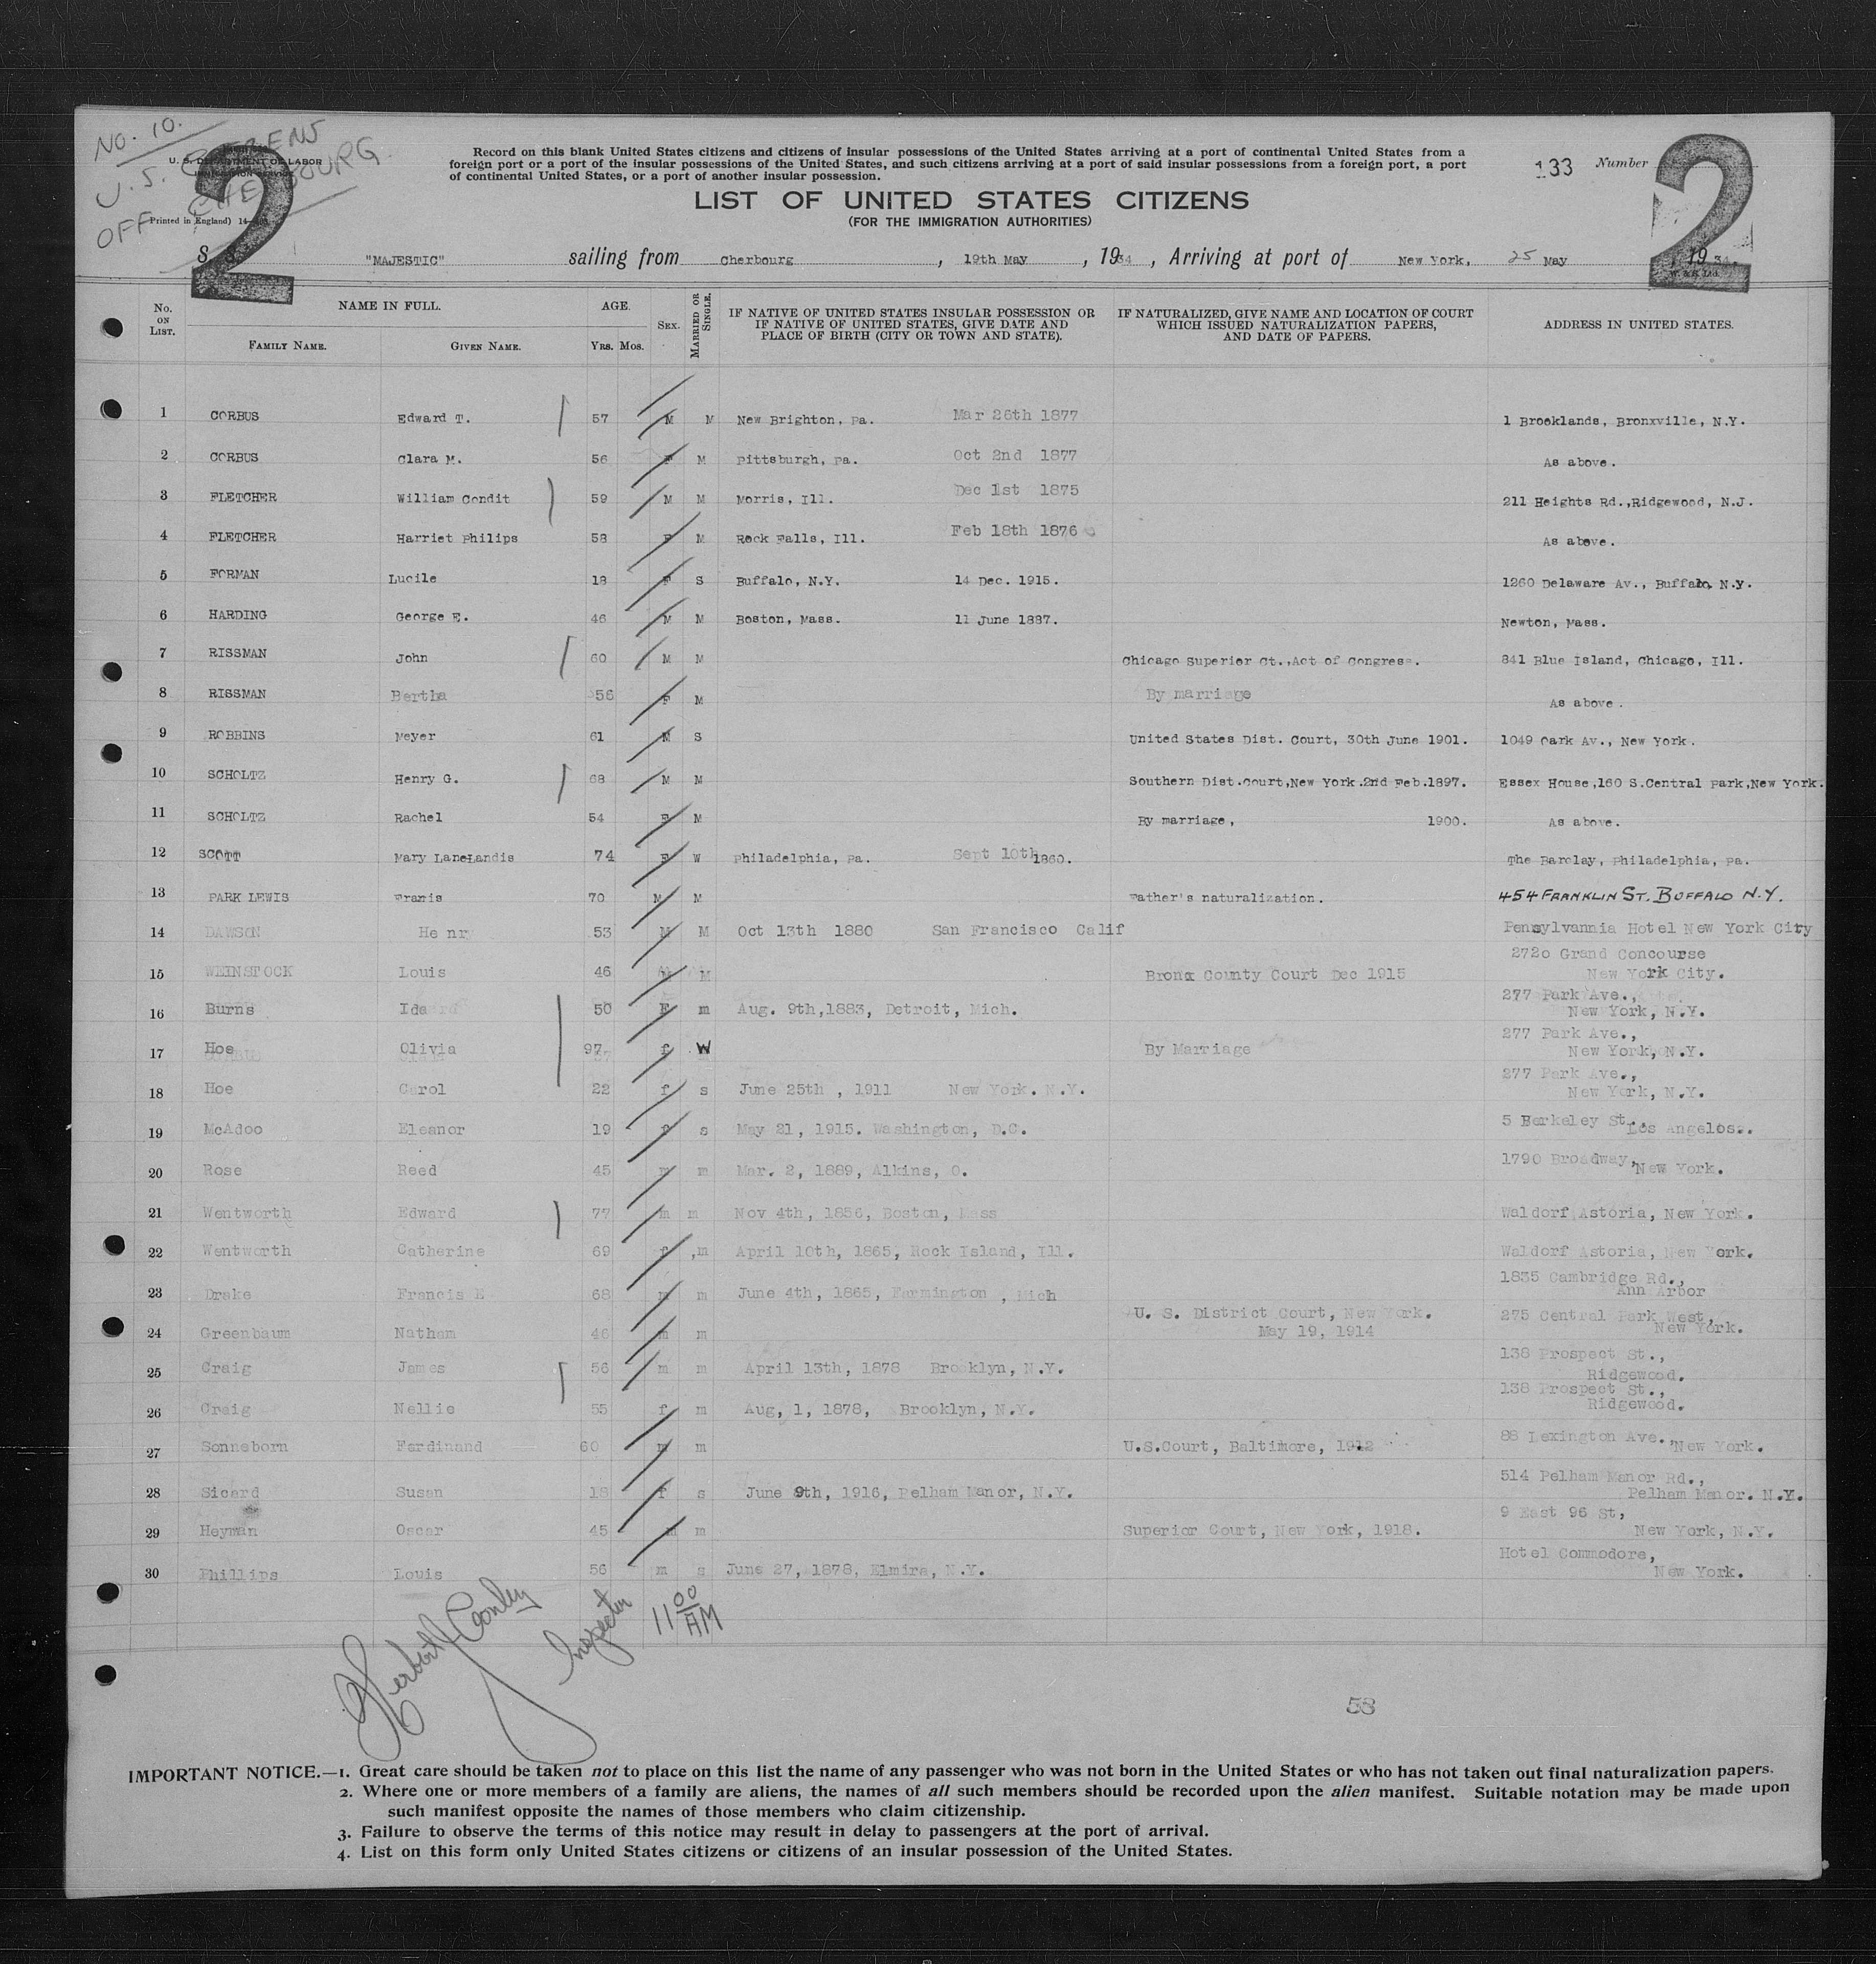 No. 10.
U.S. CITIZENS
OFF CHERBOURG.
U. S. DEPARTMENT OF LABOR
IMMIGRATION SERVICE
(Printed in England)
2
Record on this blank United States citizens and citizens of insular possessions of the United States arriving at a port of continental United States from a
foreign port or a port of the insular possessions of the United States, and such citizens arriving at a port of said insular possessions from a foreign port, a port
of continental United States, or a port of another insular possession.
133 Number 2
LIST OF UNITED STATES CITIZENS
(FOR THE IMMIGRATION AUTHORITIES)
S. S. "MAJESTIC" sailing from Cherbourg, 19th May, 1934, Arriving at port of New York, 25 May, 1934.
No. ON LIST. NAME IN FULL. FAMILY NAME. GIVEN NAME. AGE. YRS. MOS. SEX. MARRIED OR SINGLE. IF NATIVE OF UNITED STATES INSULAR POSSESSION OR IF NATIVE OF UNITED STATES, GIVE DATE AND PLACE OF BIRTH (CITY OR TOWN AND STATE). IF NATURALIZED, GIVE NAME AND LOCATION OF COURT WHICH ISSUED NATURALIZATION PAPERS, AND DATE OF PAPERS. ADDRESS IN UNITED STATES.
1 CORBUS Edward T. 57 M M New Brighton, Pa. Mar 26th 1877 1 Brooklands, Bronxville, N.Y.
2 CORBUS Clara M. 56 F M Pittsburgh, Pa. Oct 2nd 1877 As above.
3 FLETCHER William Condit 59 M M Morris, Ill. Dec 1st 1875 211 Heights Rd.,Ridgewood, N.J.
4 FLETCHER Harriet Philips 58 F M Rock Falls, Ill. Feb 18th 1876 As above.
5 FORMAN Lucile 18 F S Buffalo, N.Y. 14 Dec. 1915. 1260 Delaware Av., Buffalo N.Y.
6 HARDING George E. 46 M M Boston, Mass. 11 June 1887. Newton, Mass.
7 RISSMAN John 60 M M Chicago Superior Ct.,Act of Congress. 841 Blue Island, Chicago, Ill.
8 RISSMAN Bertha 56 F M By marriage As above.
9 ROBBINS Meyer 61 M S United States Dist. Court, 30th June 1901. 1049 Park Av., New York.
10 SCHOLTZ Henry G. 68 M M Southern Dist.Court,New York.2nd Feb.1897. Essex House,160 S.Central Park,New York.
11 SCHOLTZ Rachel 54 F M By marriage, 1900. As above.
12 SCOTT Mary Lane Landis 74 F W Philadelphia, Pa. Sept 10th 1860. The Barclay, Philadelphia, Pa.
13 PARK LEWIS Franis 70 M M Father's naturalization. 454 FRANKLIN ST. BUFFALO N.Y.
14 DAWSON Henr 53 M M Oct 13th 1880 San Francisco Calif Pennsylvannia Hotel New York City
15 WEINSTOCK Louis 46 M M Bronx County Court Dec 1915 2720 Grand Concourse New York City.
16 Burns Ida 50 F m Aug. 9th,1883, Detroit, Mich. 277 Park Ave., New York, N.Y.
17 Hoe Olivia 97 f W By Marriage 277 Park Ave., New York, N.Y.
18 Hoe Carol 22 f s June 25th , 1911 New York. N.Y. 277 Park Ave., New York, N.Y.
19 McAdoo Eleanor 19 f s May 21, 1915. Washington, D.C. 5 Berkeley St., Los Angelos.
20 Rose Reed 45 m m Mar. 2, 1889, Alkins, O. 1790 Broadway, New York.
21 Wentworth Edward 77 m m Nov 4th, 1856, Boston, Mass Waldorf Astoria, New York.
22 Wentworth Catherine 69 f ,m April 10th, 1865, Rock Island, Ill. Waldorf Astoria, New York.
23 Drake Francis E 68 m m June 4th, 1865, Farmington , Mich 1835 Cambridge Rd., Ann Arbor
24 Greenbaum Nathan 46 m m U. S. District Court, New York. May 19, 1914 275 Central Park West, New York.
25 Craig James 56 m m April 13th, 1878 Brooklyn, N.Y. 138 Prospect St., Ridgewood.
26 Craig Nellie 55 f m Aug, 1, 1878, Brooklyn, N.Y. 138 Prospect St., Ridgewood.
27 Sonneborn Ferdinand 60 m m U.S.Court, Baltimore, 1912 88 Lexington Ave., New York.
28 Sicard Susan 18 f s June 9th, 1916, Pelham Manor, N.Y. 514 Pelham Manor Rd., Pelham Manor. N.Y.
29 Heyman Oscar 45 m m Superior Court, New York, 1918. 9 East 96 St, New York, N.Y.
30 Phillips Louis 56 m s June 27, 1878, Elmira, N.Y. Hotel Commodore, New York.
Herbert Coonley Inspector 11 00 AM
58
IMPORTANT NOTICE.—1. Great care should be taken not to place on this list the name of any passenger who was not born in the United States or who has not taken out final naturalization papers.
2. Where one or more members of a family are aliens, the names of all such members should be recorded upon the alien manifest. Suitable notation may be made upon
such manifest opposite the names of those members who claim citizenship.
3. Failure to observe the terms of this notice may result in delay to passengers at the port of arrival.
4. List on this form only United States citizens or citizens of an insular possession of the United States.